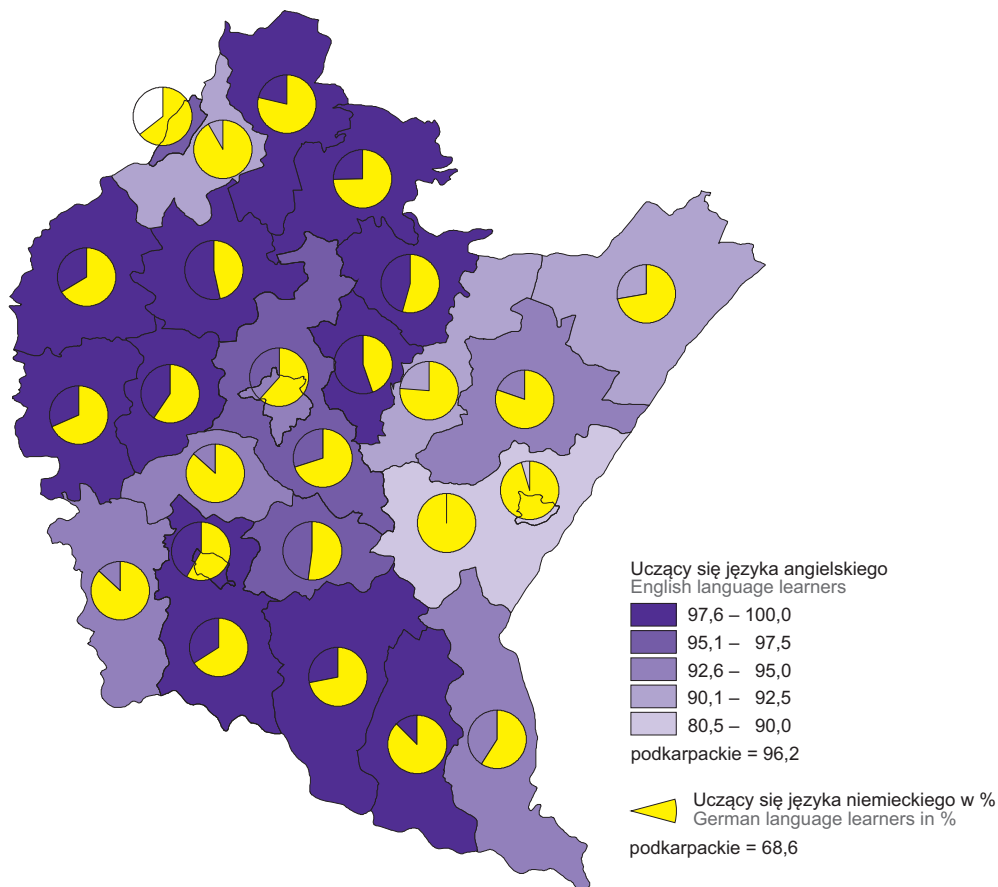 Uczący się języka angielskiego
English language learners
97,6 – 100,0
95,1 – 97,5
92,6 – 95,0
90,1 – 92,5
80,5 – 90,0
podkarpackie = 96,2
Uczący się języka niemieckiego w %
German language learners in %
podkarpackie = 68,6